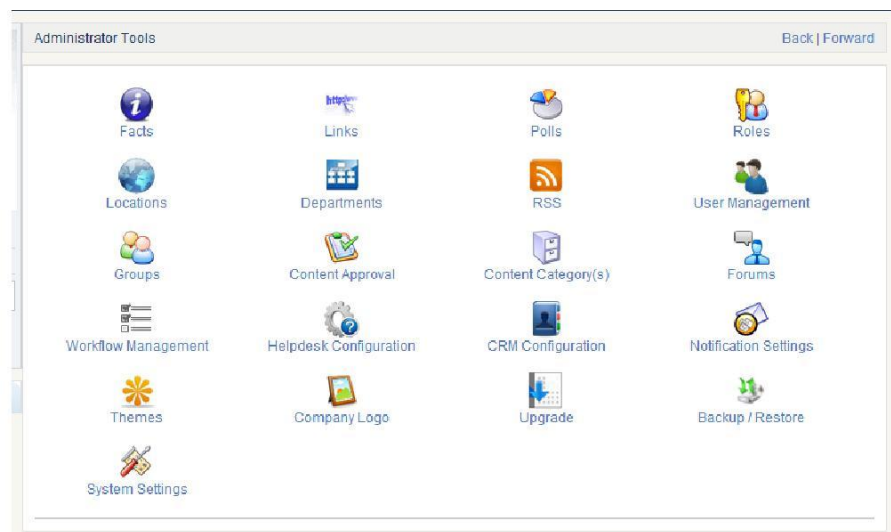 Administrator Tools Back | Forward
Facts Links Polls Roles
Locations Departments RSS User Management
Groups Content Approval Content Category(s) Forums
Workflow Management Helpdesk Configuration CRM Configuration Notification Settings
Themes Company Logo Upgrade Backup / Restore
System Settings